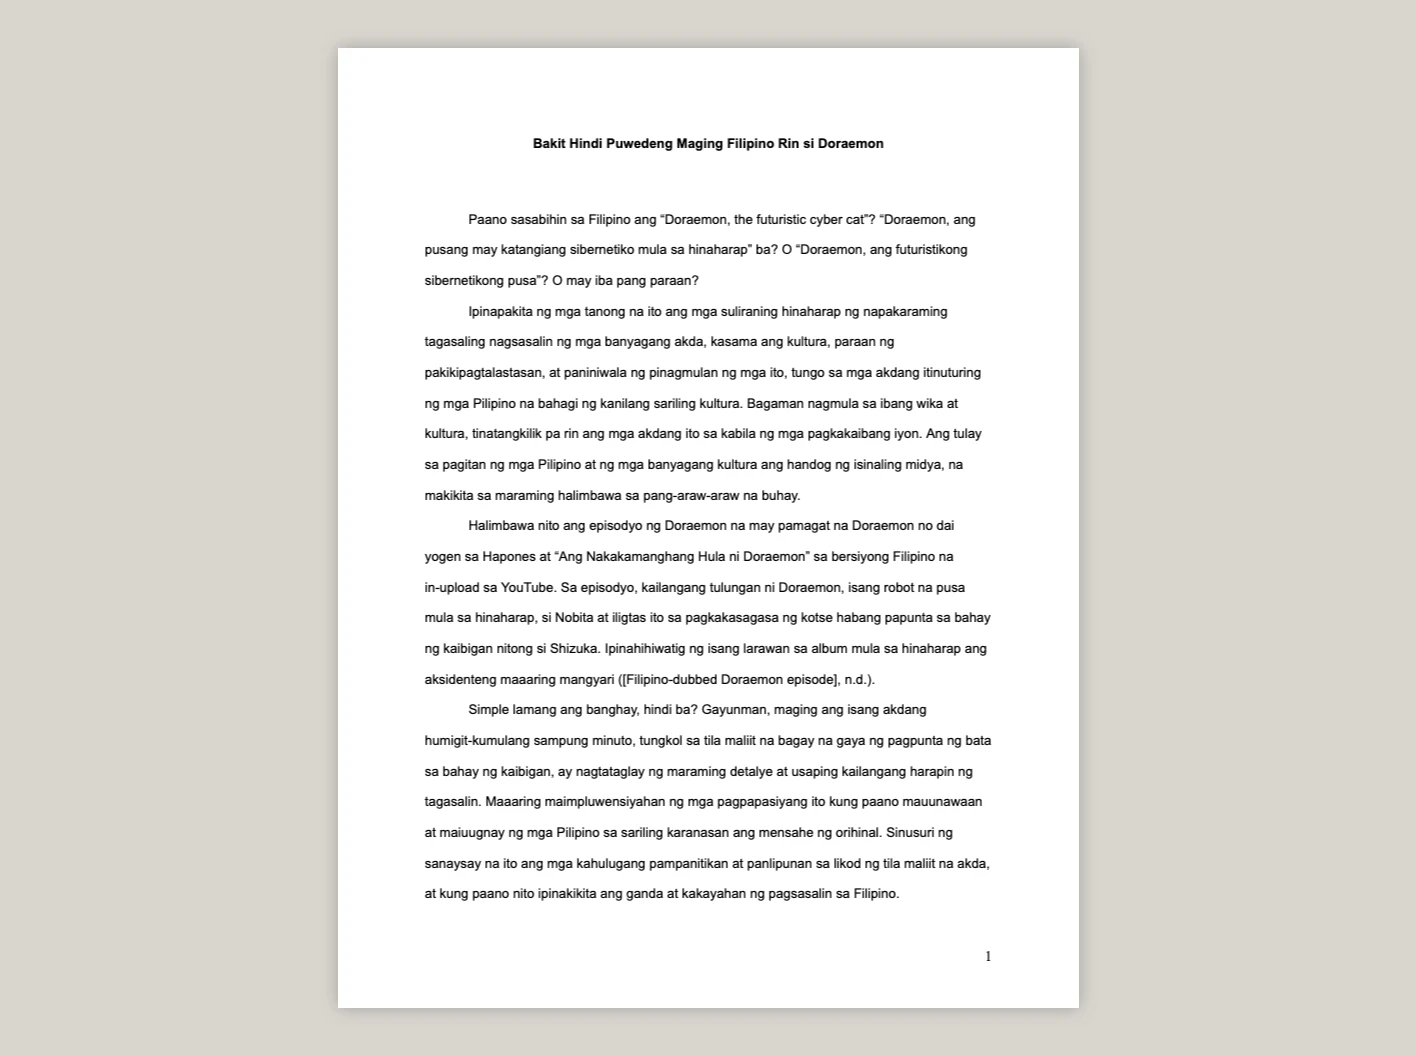 Bakit Hindi Puwedeng Maging Filipino Rin si Doraemon
Paano sasabihin sa Filipino ang “Doraemon, the futuristic cyber cat”? “Doraemon, ang
pusang may katangiang sibernetiko mula sa hinaharap” ba? O “Doraemon, ang futuristikong
sibernetikong pusa”? O may iba pang paraan?
Ipinapakita ng mga tanong na ito ang mga suliraning hinaharap ng napakaraming
tagasaling nagsasalin ng mga banyagang akda, kasama ang kultura, paraan ng
pakikipagtalastasan, at paniniwala ng pinagmulan ng mga ito, tungo sa mga akdang itinuturing
ng mga Pilipino na bahagi ng kanilang sariling kultura. Bagaman nagmula sa ibang wika at
kultura, tinatangkilik pa rin ang mga akdang ito sa kabila ng mga pagkakaibang iyon. Ang tulay
sa pagitan ng mga Pilipino at ng mga banyagang kultura ang handog ng isinaling midya, na
makikita sa maraming halimbawa sa pang-araw-araw na buhay.
Halimbawa nito ang episodyo ng Doraemon na may pamagat na Doraemon no dai
yogen sa Hapones at “Ang Nakakamanghang Hula ni Doraemon” sa bersiyong Filipino na
in-upload sa YouTube. Sa episodyo, kailangang tulungan ni Doraemon, isang robot na pusa
mula sa hinaharap, si Nobita at iligtas ito sa pagkakasagasa ng kotse habang papunta sa bahay
ng kaibigan nitong si Shizuka. Ipinahihiwatig ng isang larawan sa album mula sa hinaharap ang
aksidenteng maaaring mangyari ([Filipino-dubbed Doraemon episode], n.d.).
Simple lamang ang banghay, hindi ba? Gayunman, maging ang isang akdang
humigit-kumulang sampung minuto, tungkol sa tila maliit na bagay na gaya ng pagpunta ng bata
sa bahay ng kaibigan, ay nagtataglay ng maraming detalye at usaping kailangang harapin ng
tagasalin. Maaaring maimpluwensiyahan ng mga pagpapasiyang ito kung paano mauunawaan
at maiuugnay ng mga Pilipino sa sariling karanasan ang mensahe ng orihinal. Sinusuri ng
sanaysay na ito ang mga kahulugang pampanitikan at panlipunan sa likod ng tila maliit na akda,
at kung paano nito ipinakikita ang ganda at kakayahan ng pagsasalin sa Filipino.
1